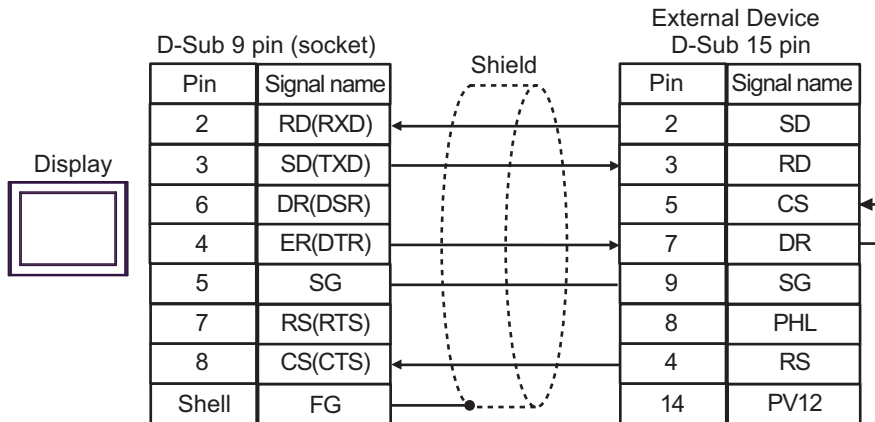 External Device
D-Sub 9 pin (socket)
D-Sub 15 pin
Shield
Pin Signal name Pin Signal name
2 RD(RXD) 2 SD
Display
3 SD(TXD) 3 RD
6 DR(DSR) 5 CS
4 ER(DTR) 7 DR
5 SG 9 SG
7 RS(RTS) 8 PHL
8 CS(CTS) 4 RS
Shell FG 14 PV12